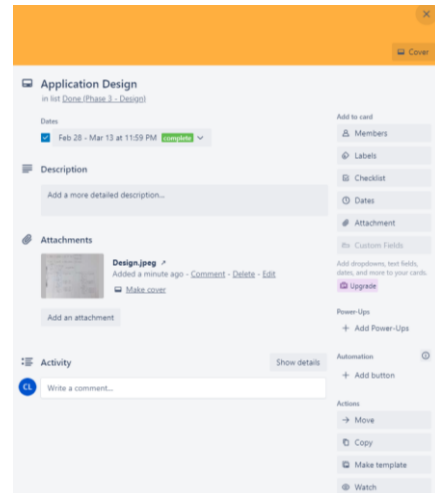 Cover
Application Design
in list Done (Phase 3 - Design)
Dates
Feb 28 - Mar 13 at 11:59 PM complete
Description
Add a more detailed description...
Attachments
Design.jpeg ↗
Added a minute ago - Comment - Delete - Edit
Make cover
Add an attachment
Activity
Show details
CL
Write a comment...
Add to card
Members
Labels
Checklist
Dates
Attachment
Custom Fields
Add dropdowns, text fields,
dates, and more to your cards.
Upgrade
Power-Ups
+ Add Power-Ups
Automation
+ Add button
Actions
→ Move
Copy
Make template
Watch